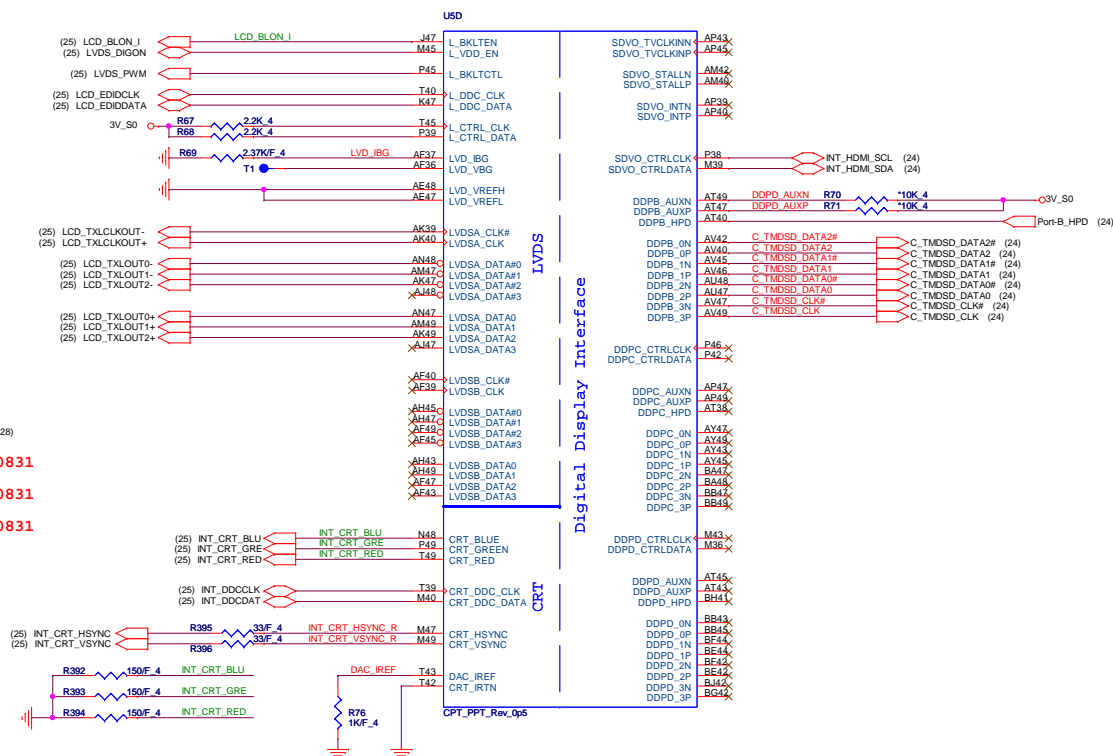 U5D
(25) LCD_BLON_I LCD_BLON_I J47 L_BKLTEN SDVO_TVCLKINN AP43
(25) LVDS_DIGON M45 L_VDD_EN SDVO_TVCLKINP AP45
(25) LVDS_PWM P45 L_BKLTCTL SDVO_STALLN AM42
SDVO_STALLP AM40
(25) LCD_EDIDCLK T40 L_DDC_CLK
(25) LCD_EDIDDATA K47 L_DDC_DATA SDVO_INTN AP39
SDVO_INTP AP40
3V_S0 R67 2.2K_4 T45 L_CTRL_CLK
R68 2.2K_4 P39 L_CTRL_DATA
R69 2.37K/F_4 LVD_IBG AF37 LVD_IBG SDVO_CTRLCLK P38 INT_HDMI_SCL (24)
T1 AF36 LVD_VBG SDVO_CTRLDATA M39 INT_HDMI_SDA (24)
AE48 LVD_VREFH
AE47 LVD_VREFL
DDPB_AUXN AT49 DDPD_AUXN R70 *10K_4 3V_S0
DDPB_AUXP AT47 DDPD_AUXP R71 *10K_4
DDPB_HPD AT40 Port-B_HPD (24)
(25) LCD_TXLCLKOUT- AK39 LVDSA_CLK#
(25) LCD_TXLCLKOUT+ AK40 LVDSA_CLK
LVDS
DDPB_0N AV42 C_TMDSD_DATA2# C_TMDSD_DATA2# (24)
DDPB_0P AV40 C_TMDSD_DATA2 C_TMDSD_DATA2 (24)
DDPB_1N AV45 C_TMDSD_DATA1# C_TMDSD_DATA1# (24)
DDPB_1P AV46 C_TMDSD_DATA1 C_TMDSD_DATA1 (24)
DDPB_2N AU48 C_TMDSD_DATA0# C_TMDSD_DATA0# (24)
DDPB_2P AU47 C_TMDSD_DATA0 C_TMDSD_DATA0 (24)
DDPB_3N AV47 C_TMDSD_CLK# C_TMDSD_CLK# (24)
DDPB_3P AV49 C_TMDSD_CLK C_TMDSD_CLK (24)
(25) LCD_TXLOUT0- AN48 LVDSA_DATA#0
(25) LCD_TXLOUT1- AM47 LVDSA_DATA#1
(25) LCD_TXLOUT2- AK47 LVDSA_DATA#2
AJ48 LVDSA_DATA#3
(25) LCD_TXLOUT0+ AN47 LVDSA_DATA0
(25) LCD_TXLOUT1+ AM49 LVDSA_DATA1
(25) LCD_TXLOUT2+ AK49 LVDSA_DATA2
AJ47 LVDSA_DATA3
Digital Display Interface
DDPC_CTRLCLK P46
DDPC_CTRLDATA P42
AF40 LVDSB_CLK#
AF39 LVDSB_CLK
DDPC_AUXN AP47
DDPC_AUXP AP49
DDPC_HPD AT38
AH45 LVDSB_DATA#0
AH47 LVDSB_DATA#1
AF49 LVDSB_DATA#2
AF45 LVDSB_DATA#3
DDPC_0N AY47
DDPC_0P AY49
DDPC_1N AY43
DDPC_1P AY45
DDPC_2N BA47
DDPC_2P BA48
DDPC_3N BB47
DDPC_3P BB49
28)
0831
0831
0831
AH43 LVDSB_DATA0
AH49 LVDSB_DATA1
AF47 LVDSB_DATA2
AF43 LVDSB_DATA3
(25) INT_CRT_BLU INT_CRT_BLU N48 CRT_BLUE
(25) INT_CRT_GRE INT_CRT_GRE P49 CRT_GREEN
(25) INT_CRT_RED INT_CRT_RED T49 CRT_RED
DDPD_CTRLCLK M43
DDPD_CTRLDATA M36
(25) INT_DDCCLK T39 CRT_DDC_CLK
(25) INT_DDCDAT M40 CRT_DDC_DATA
CRT
DDPD_AUXN AT45
DDPD_AUXP AT43
DDPD_HPD BH41
(25) INT_CRT_HSYNC R395 33/F_4 INT_CRT_HSYNC_R M47 CRT_HSYNC
(25) INT_CRT_VSYNC R396 33/F_4 INT_CRT_VSYNC_R M49 CRT_VSYNC
DDPD_0N BB43
DDPD_0P BB45
DDPD_1N BF44
DDPD_1P BE44
DDPD_2N BF42
DDPD_2P BE42
DDPD_3N BJ42
DDPD_3P BG42
R392 150/F_4 INT_CRT_BLU
R393 150/F_4 INT_CRT_GRE
R394 150/F_4 INT_CRT_RED
DAC_IREF T43 DAC_IREF
T42 CRT_IRTN
R76
1K/F_4
CPT_PPT_Rev_0p5